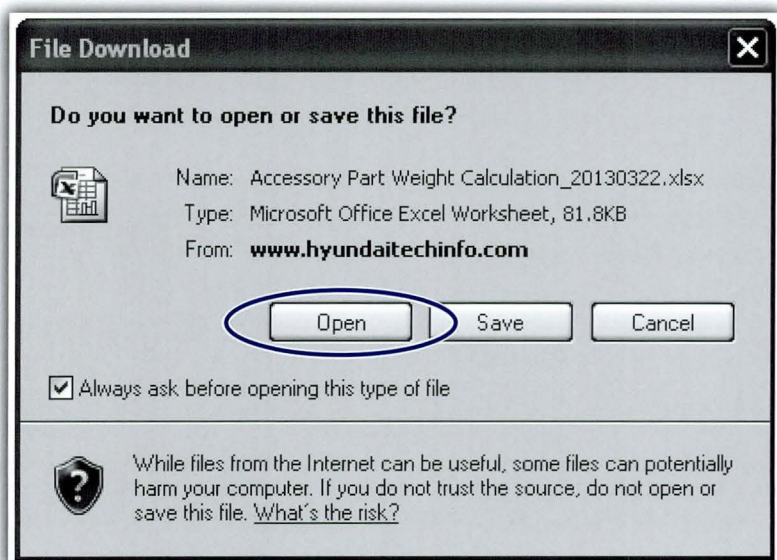 File Download
Do you want to open or save this file?
Name: Accessory Part Weight Calculation_20130322.xlsx
Type: Microsoft Office Excel Worksheet, 81.8KB
From: www.hyundaitechinfo.com
Open Save Cancel
Always ask before opening this type of file
While files from the Internet can be useful, some files can potentially
harm your computer. If you do not trust the source, do not open or
save this file. What's the risk?